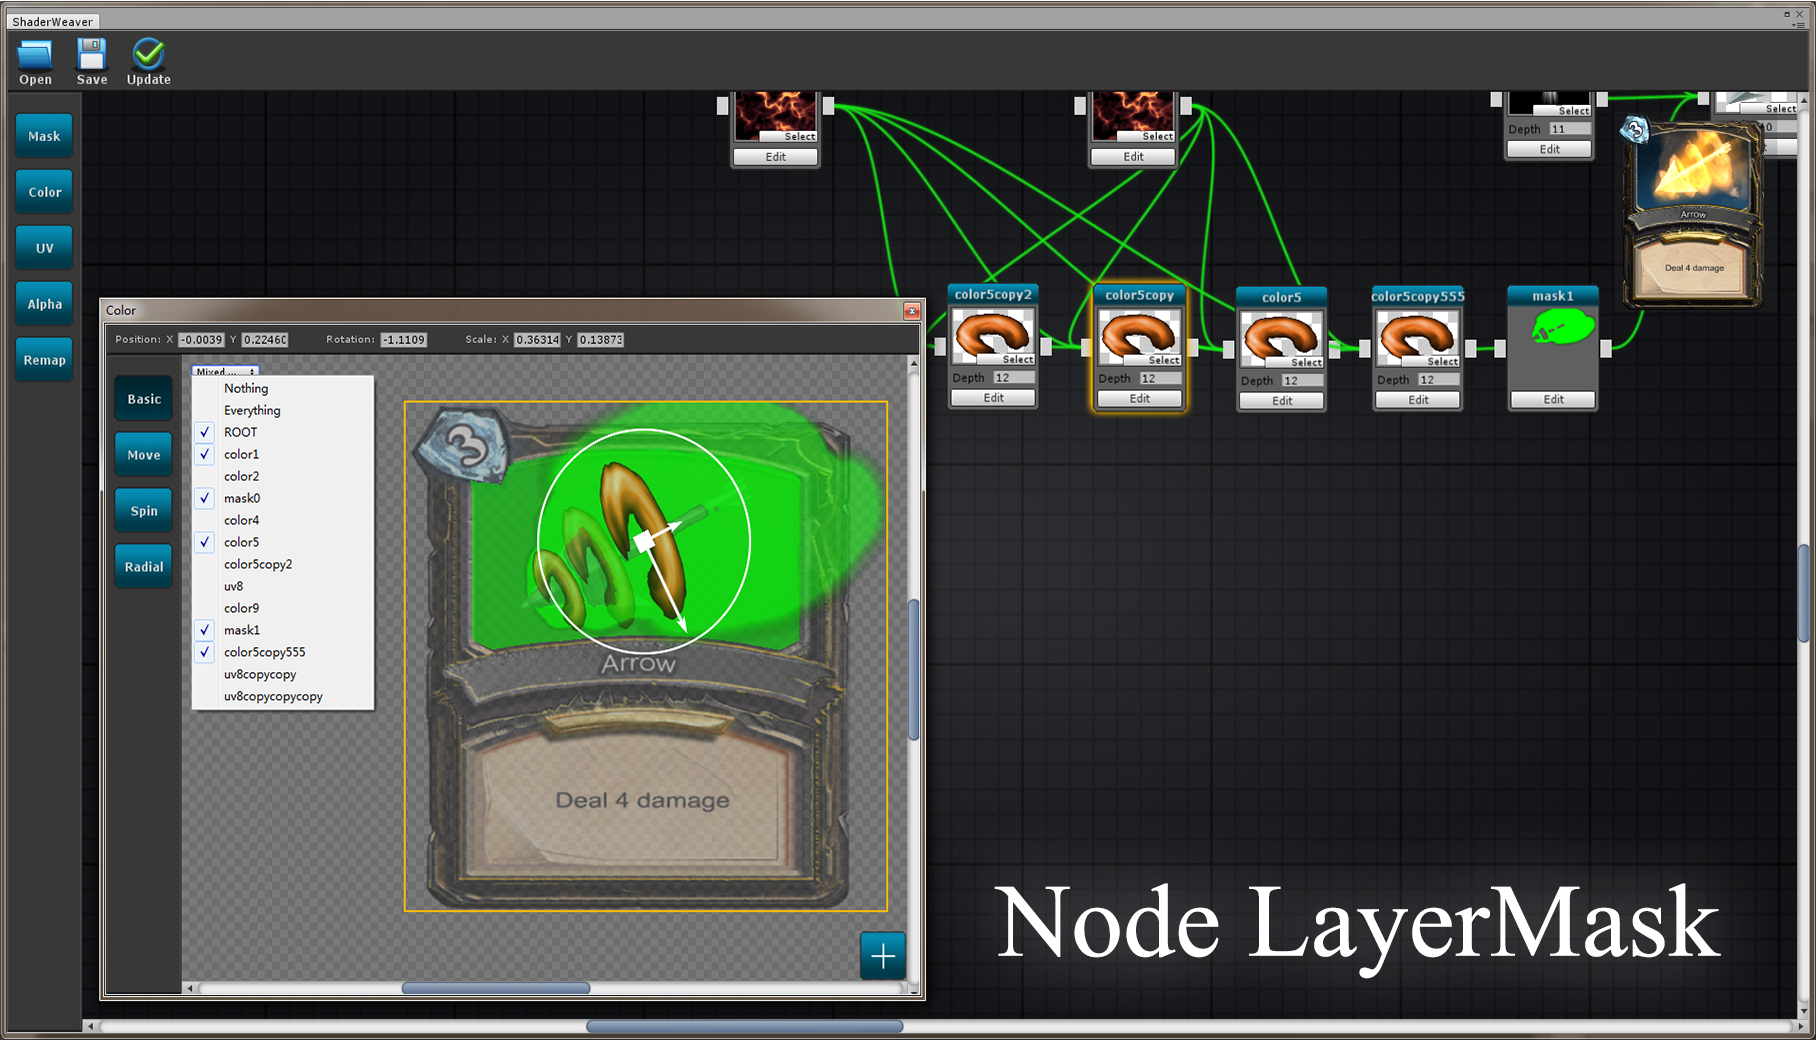 ShaderWeaver
Open
Save
Update
Mask
Color
UV
Alpha
Remap
Select
Edit
Select
Edit
Select
Depth 11
Edit
Select
3
Arrow
Deal 4 damage
color5copy2
Select
Depth 12
Edit
color5copy
Select
Depth 12
Edit
color5
Select
Depth 12
Edit
color5copy555
Select
Depth 12
Edit
mask1
Edit
Color
Position: X -0.0039 Y 0.22460 Rotation: -1.1109 Scale: X 0.36314 Y 0.13873
Basic
Move
Spin
Radial
Mixed ...
Nothing
Everything
ROOT
color1
color2
mask0
color4
color5
color5copy2
uv8
color9
mask1
color5copy555
uv8copycopy
uv8copycopycopy
3
Arrow
Deal 4 damage
Node LayerMask